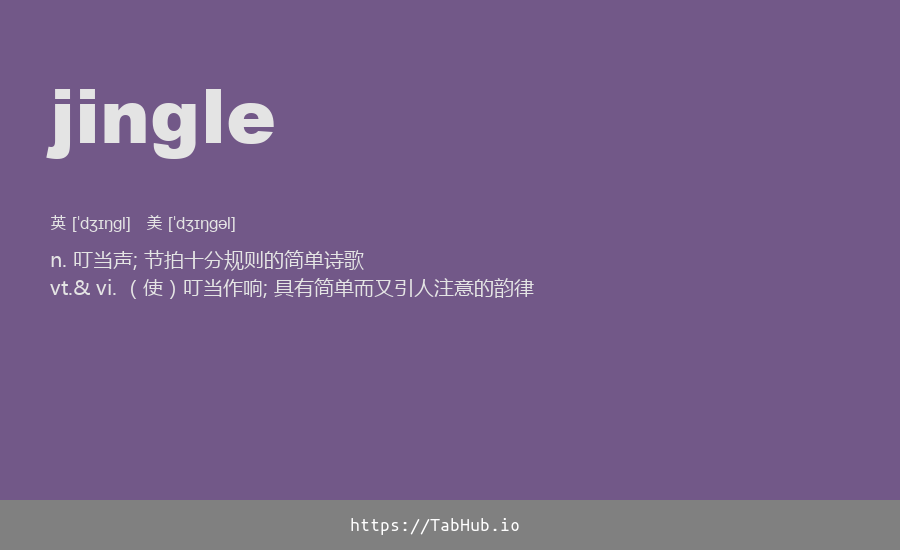 jingle
英 ['dʒɪŋgl] 美 ['dʒɪŋgəl]
n. 叮当声; 节拍十分规则的简单诗歌
vt.& vi. （使）叮当作响; 具有简单而又引人注意的韵律
https://TabHub.io